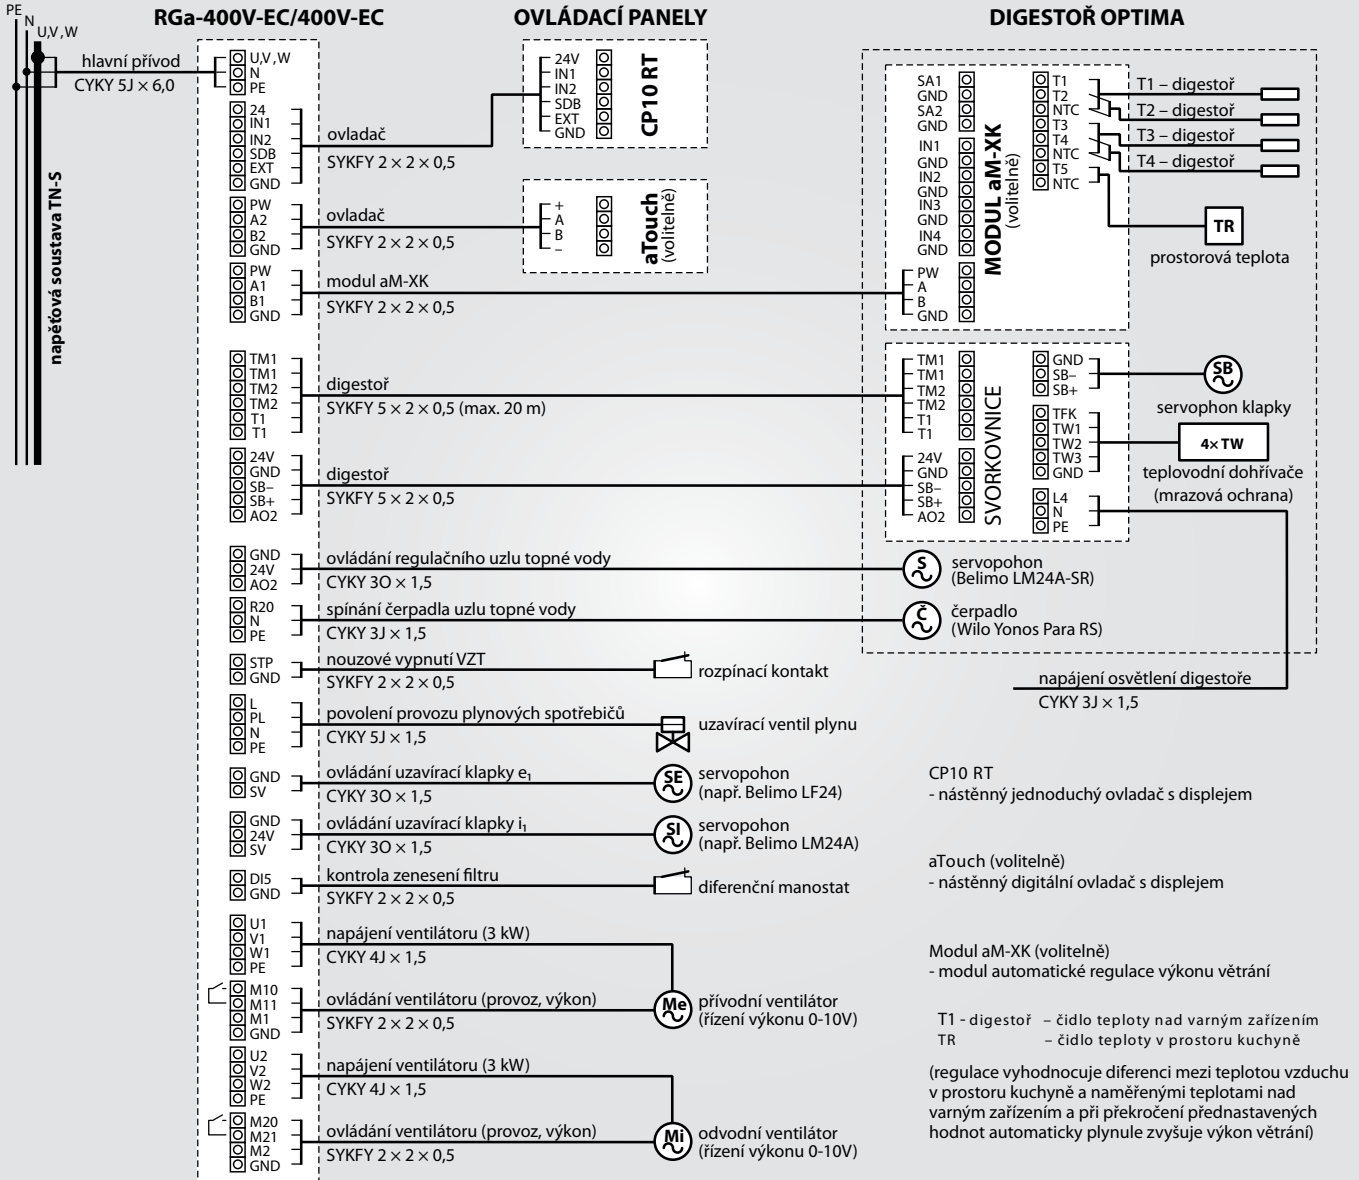 PE
N
U,V ,W
RGa-400V-EC/400V-EC
OVLÁDACÍ PANELY
DIGESTOŘ OPTIMA
napěťová soustava TN-S
hlavní přívod
CYKY 5J × 6,0
U,V ,W
N
PE
24
IN1
IN2
SDB
EXT
GND
ovladač
SYKFY 2 × 2 × 0,5
24V
IN1
IN2
SDB
EXT
GND
CP10 RT
PW
A2
B2
GND
ovladač
SYKFY 2 × 2 × 0,5
+
A
B
–
aTouch
(volitelně)
PW
A1
B1
GND
modul aM-XK
SYKFY 2 × 2 × 0,5
SA1
GND
SA2
GND
IN1
GND
IN2
GND
IN3
GND
IN4
GND
PW
A
B
GND
MODUL aM-XK
(volitelně)
T1
T2
NTC
T3
T4
NTC
T5
NTC
T1 – digestoř
T2 – digestoř
T3 – digestoř
T4 – digestoř
TR
prostorová teplota
TM1
TM1
TM2
TM2
T1
T1
digestoř
SYKFY 5 × 2 × 0,5 (max. 20 m)
TM1
TM1
TM2
TM2
T1
T1
24V
GND
SB–
SB+
AO2
digestoř
SYKFY 5 × 2 × 0,5
24V
GND
SB–
SB+
AO2
SVORKOVNICE
GND
SB–
SB+
SB
servophon klapky
TFK
TW1
TW2
TW3
GND
4× TW
teplovodní dohřívače
(mrazová ochrana)
L4
N
PE
GND
24V
AO2
ovládání regulačního uzlu topné vody
CYKY 3O × 1,5
S
servopohon
(Belimo LM24A-SR)
R20
N
PE
spínání čerpadla uzlu topné vody
CYKY 3J × 1,5
Č
čerpadlo
(Wilo Yonos Para RS)
STP
GND
nouzové vypnutí VZT
SYKFY 2 × 2 × 0,5
rozpínací kontakt
napájení osvětlení digestoře
CYKY 3J × 1,5
L
PL
N
PE
povolení provozu plynových spotřebičů
CYKY 5J × 1,5
uzavírací ventil plynu
GND
SV
ovládání uzavírací klapky e₁
CYKY 3O × 1,5
SE
servopohon
(např. Belimo LF24)
GND
24V
SV
ovládání uzavírací klapky i₁
CYKY 3O × 1,5
SI
servopohon
(např. Belimo LM24A)
DI5
GND
kontrola zenesení filtru
SYKFY 2 × 2 × 0,5
diferenční manostat
U1
V1
W1
PE
napájení ventilátoru (3 kW)
CYKY 4J × 1,5
M10
M11
M1
GND
ovládání ventilátoru (provoz, výkon)
SYKFY 2 × 2 × 0,5
Me
přívodní ventilátor
(řízení výkonu 0-10V)
U2
V2
W2
PE
napájení ventilátoru (3 kW)
CYKY 4J × 1,5
M20
M21
M2
GND
ovládání ventilátoru (provoz, výkon)
SYKFY 2 × 2 × 0,5
Mi
odvodní ventilátor
(řízení výkonu 0-10V)
CP10 RT
- nástěnný jednoduchý ovladač s displejem
aTouch (volitelně)
- nástěnný digitální ovladač s displejem
Modul aM-XK (volitelně)
- modul automatické regulace výkonu větrání
T1 - digestoř – čidlo teploty nad varným zařízením
TR – čidlo teploty v prostoru kuchyně
(regulace vyhodnocuje diferenci mezi teplotou vzduchu
v prostoru kuchyně a naměřenými teplotami nad
varným zařízením a při překročení přednastavených
hodnot automaticky plynule zvyšuje výkon větrání)